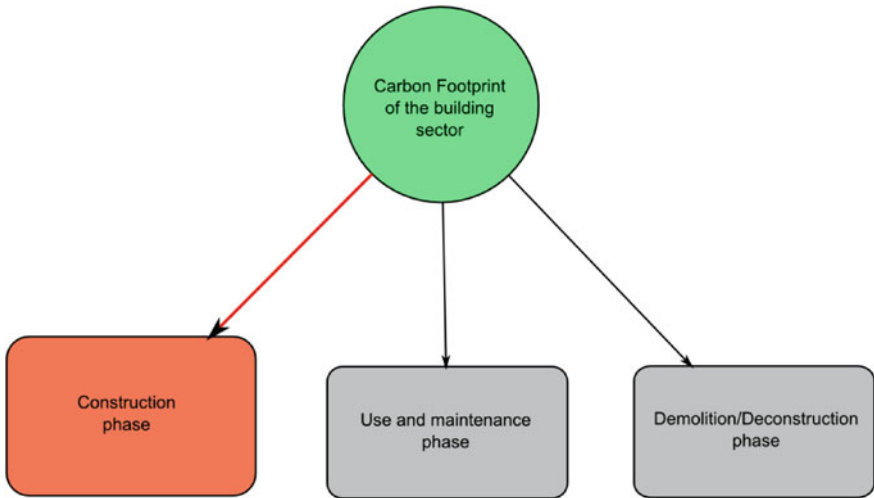 Carbon Footprint
of the building
sector
Construction
phase
Use and maintenance
phase
Demolition/Deconstruction
phase